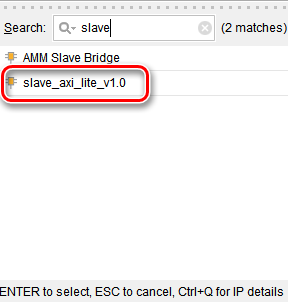 Search: slave (2 matches)
AMM Slave Bridge
slave_axi_lite_v1.0
ENTER to select, ESC to cancel, Ctrl+Q for IP details